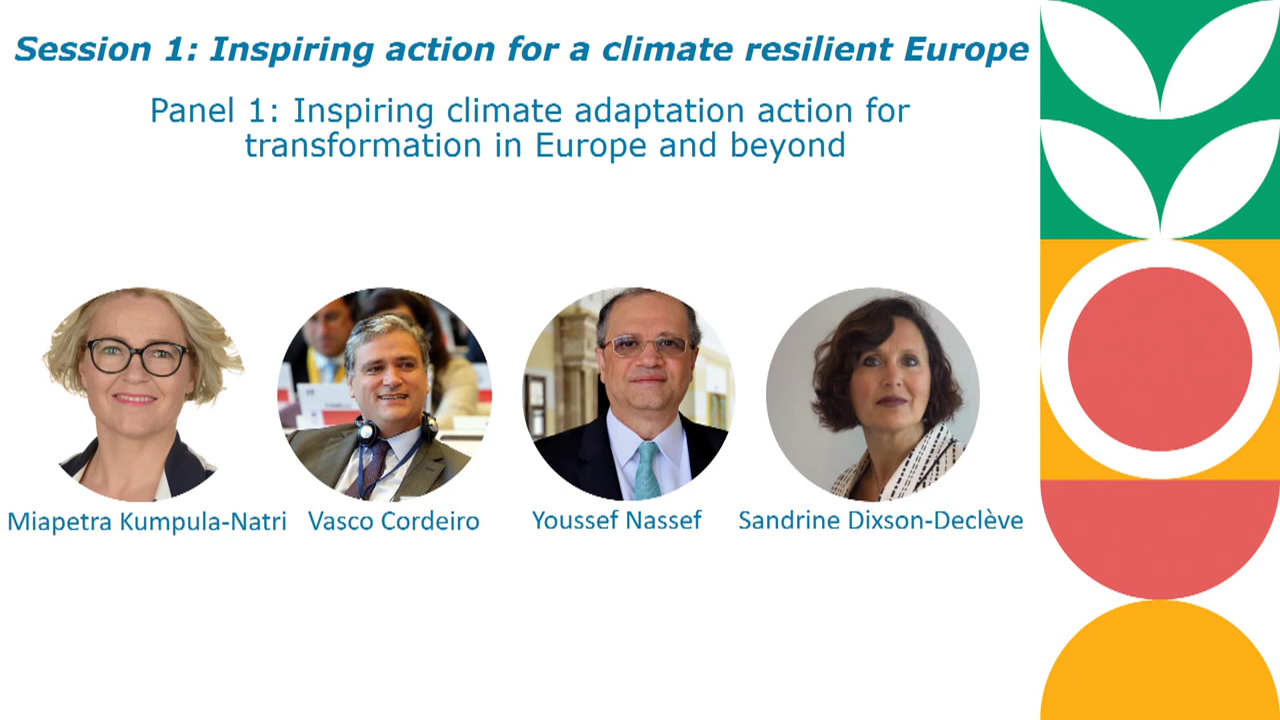 Session 1: Inspiring action for a climate resilient Europe
Panel 1: Inspiring climate adaptation action for
transformation in Europe and beyond
Miapetra Kumpula-Natri
Vasco Cordeiro
Youssef Nassef
Sandrine Dixson-Declève